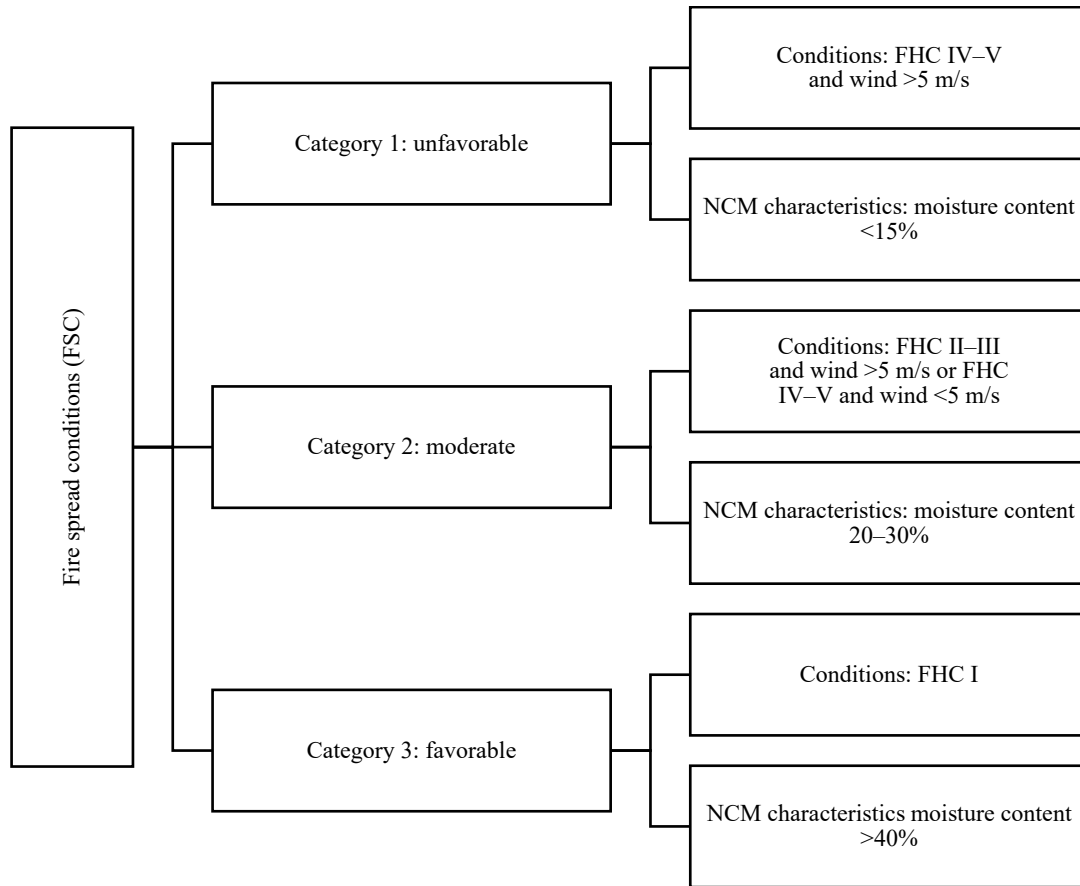 Fire spread conditions (FSC)
Category 1: unfavorable
Conditions: FHC IV–V
and wind >5 m/s
NCM characteristics: moisture content
<15%
Category 2: moderate
Conditions: FHC II–III
and wind >5 m/s or FHC
IV–V and wind <5 m/s
NCM characteristics: moisture content
20–30%
Category 3: favorable
Conditions: FHC I
NCM characteristics moisture content
>40%